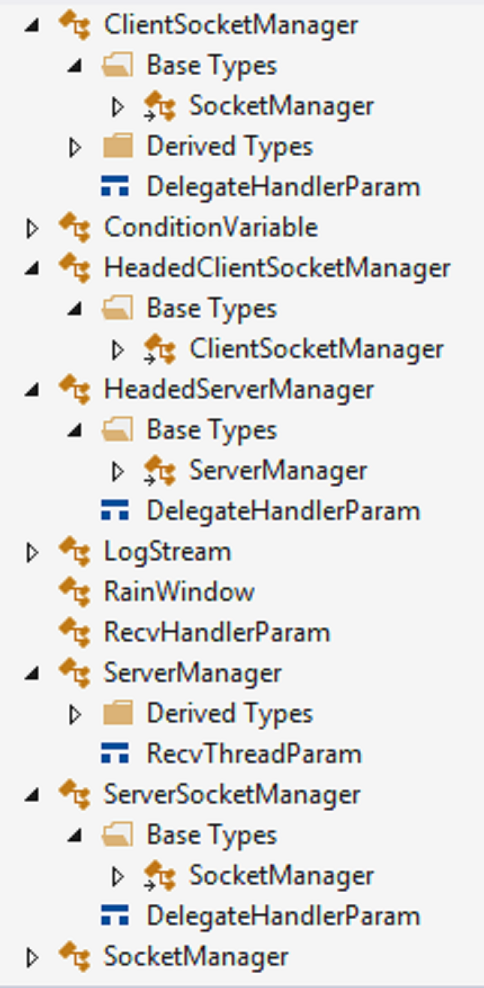 ClientSocketManager
Base Types
SocketManager
Derived Types
DelegateHandlerParam
ConditionVariable
HeadedClientSocketManager
Base Types
ClientSocketManager
HeadedServerManager
Base Types
ServerManager
DelegateHandlerParam
LogStream
RainWindow
RecvHandlerParam
ServerManager
Derived Types
RecvThreadParam
ServerSocketManager
Base Types
SocketManager
DelegateHandlerParam
SocketManager